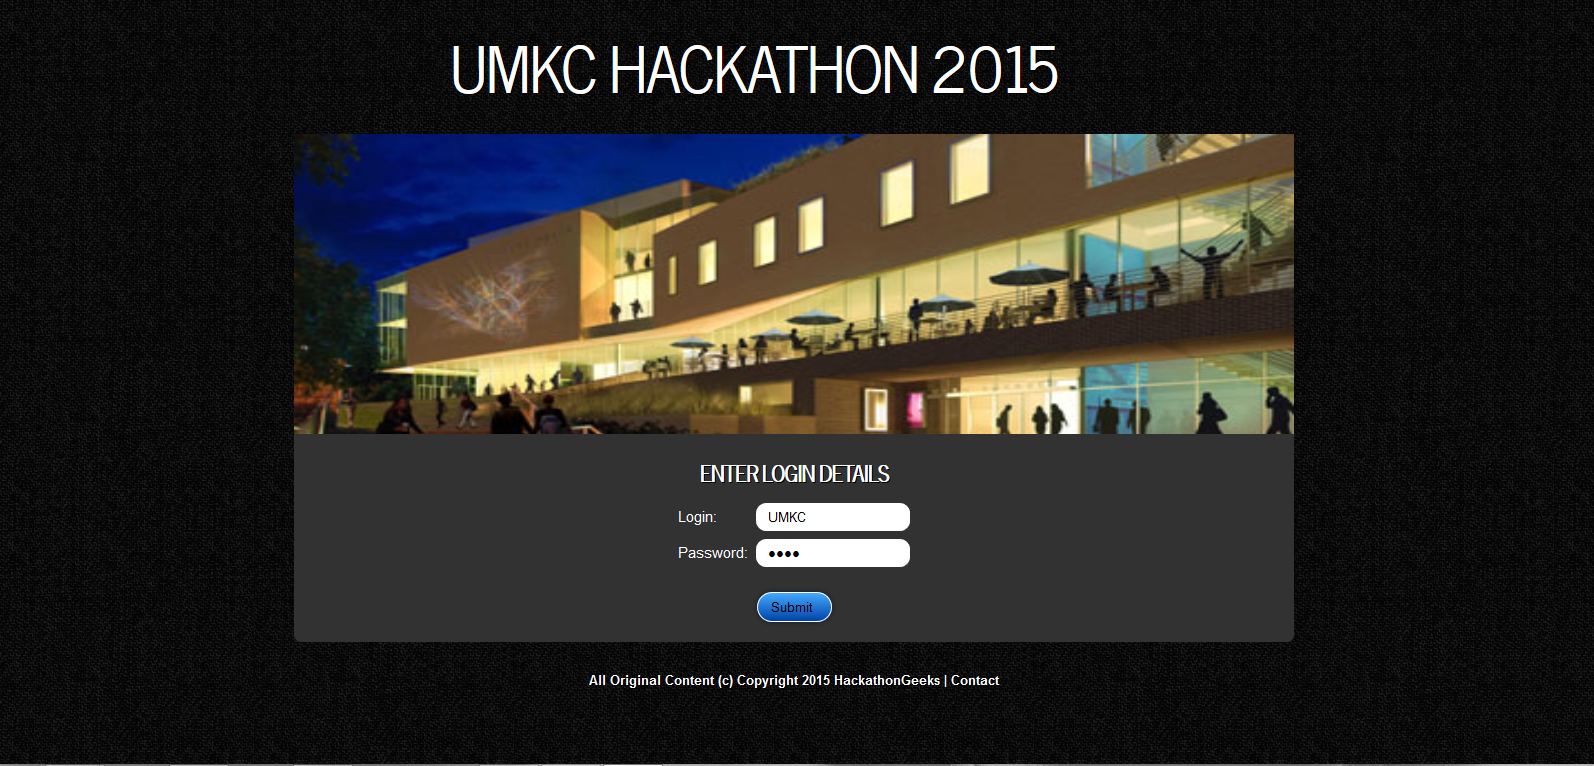 UMKC HACKATHON 2015
ENTER LOGIN DETAILS
Login: UMKC
Password: ●●●●
Submit
All Original Content (c) Copyright 2015 HackathonGeeks | Contact